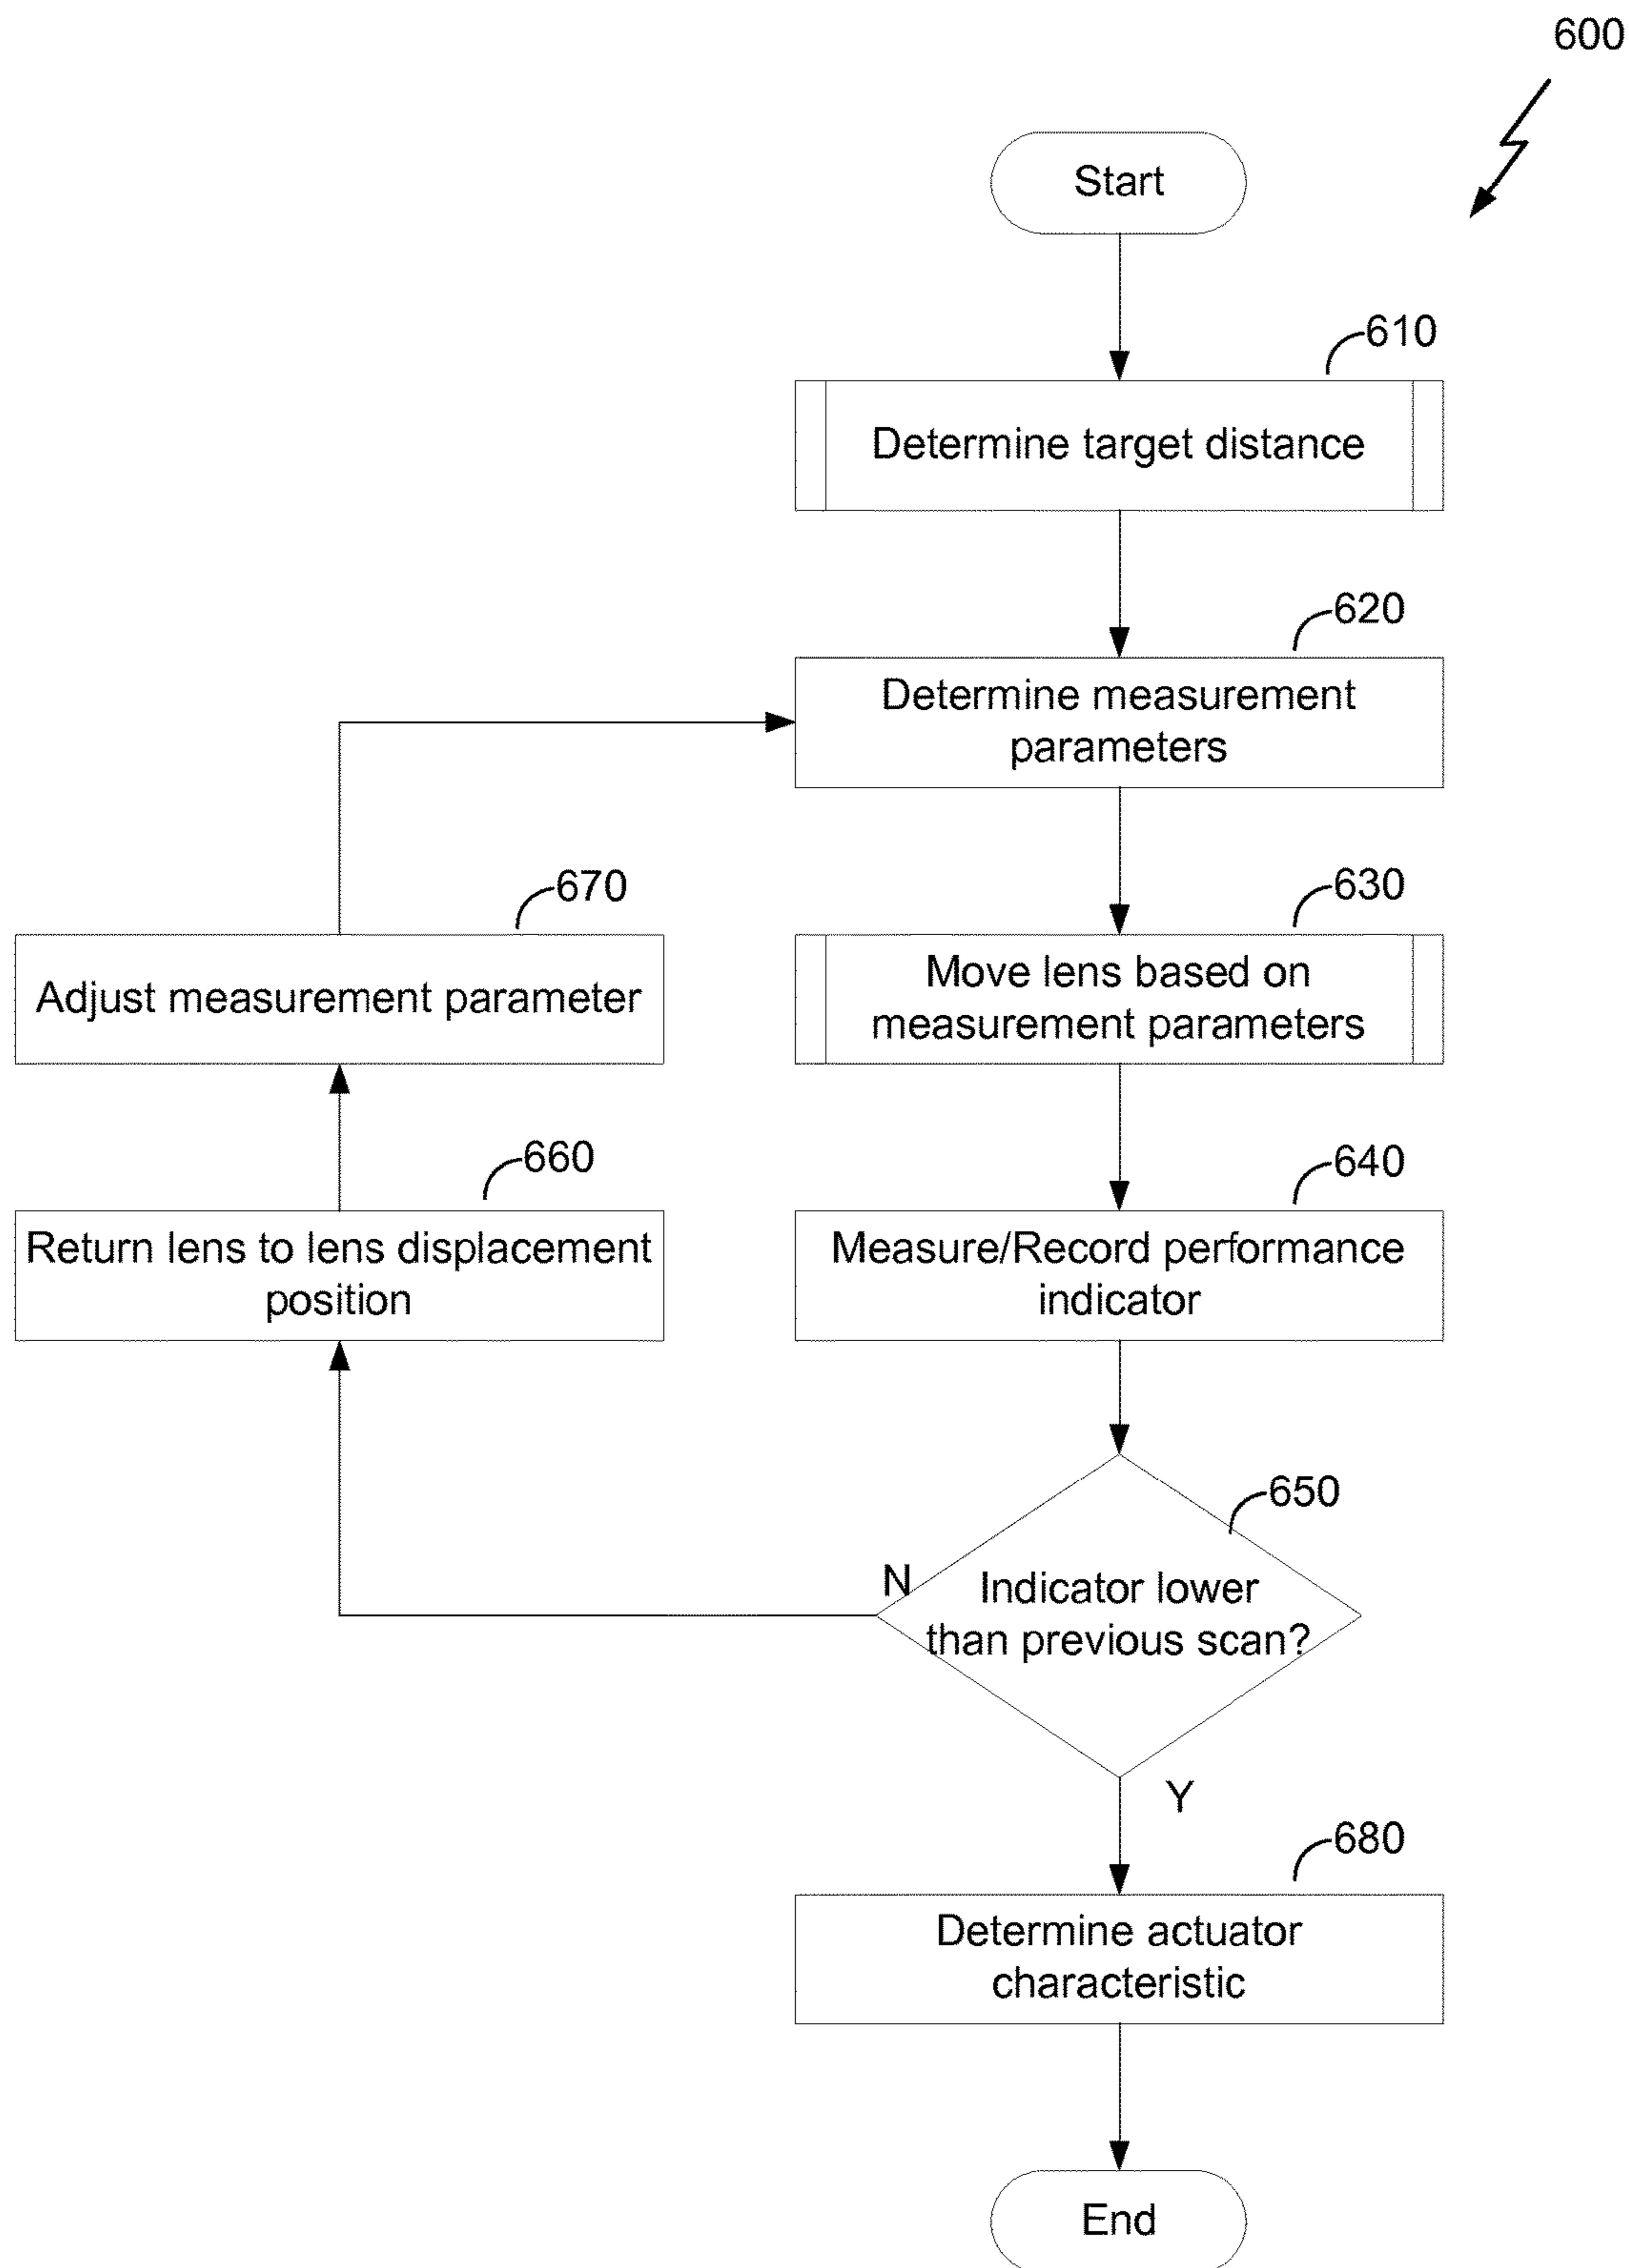 600
Start
610
Determine target distance
620
Determine measurement
parameters
630
Move lens based on
measurement parameters
670
Adjust measurement parameter
640
Measure/Record performance
indicator
660
Return lens to lens displacement
position
650
N
Indicator lower
than previous scan?
Y
680
Determine actuator
characteristic
End